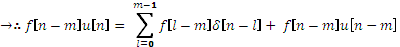 →∴ f[n−m]u[n] = ∑_{l=0}^{m−1} f[l−m]δ[n−l] + f[n−m]u[n−m]